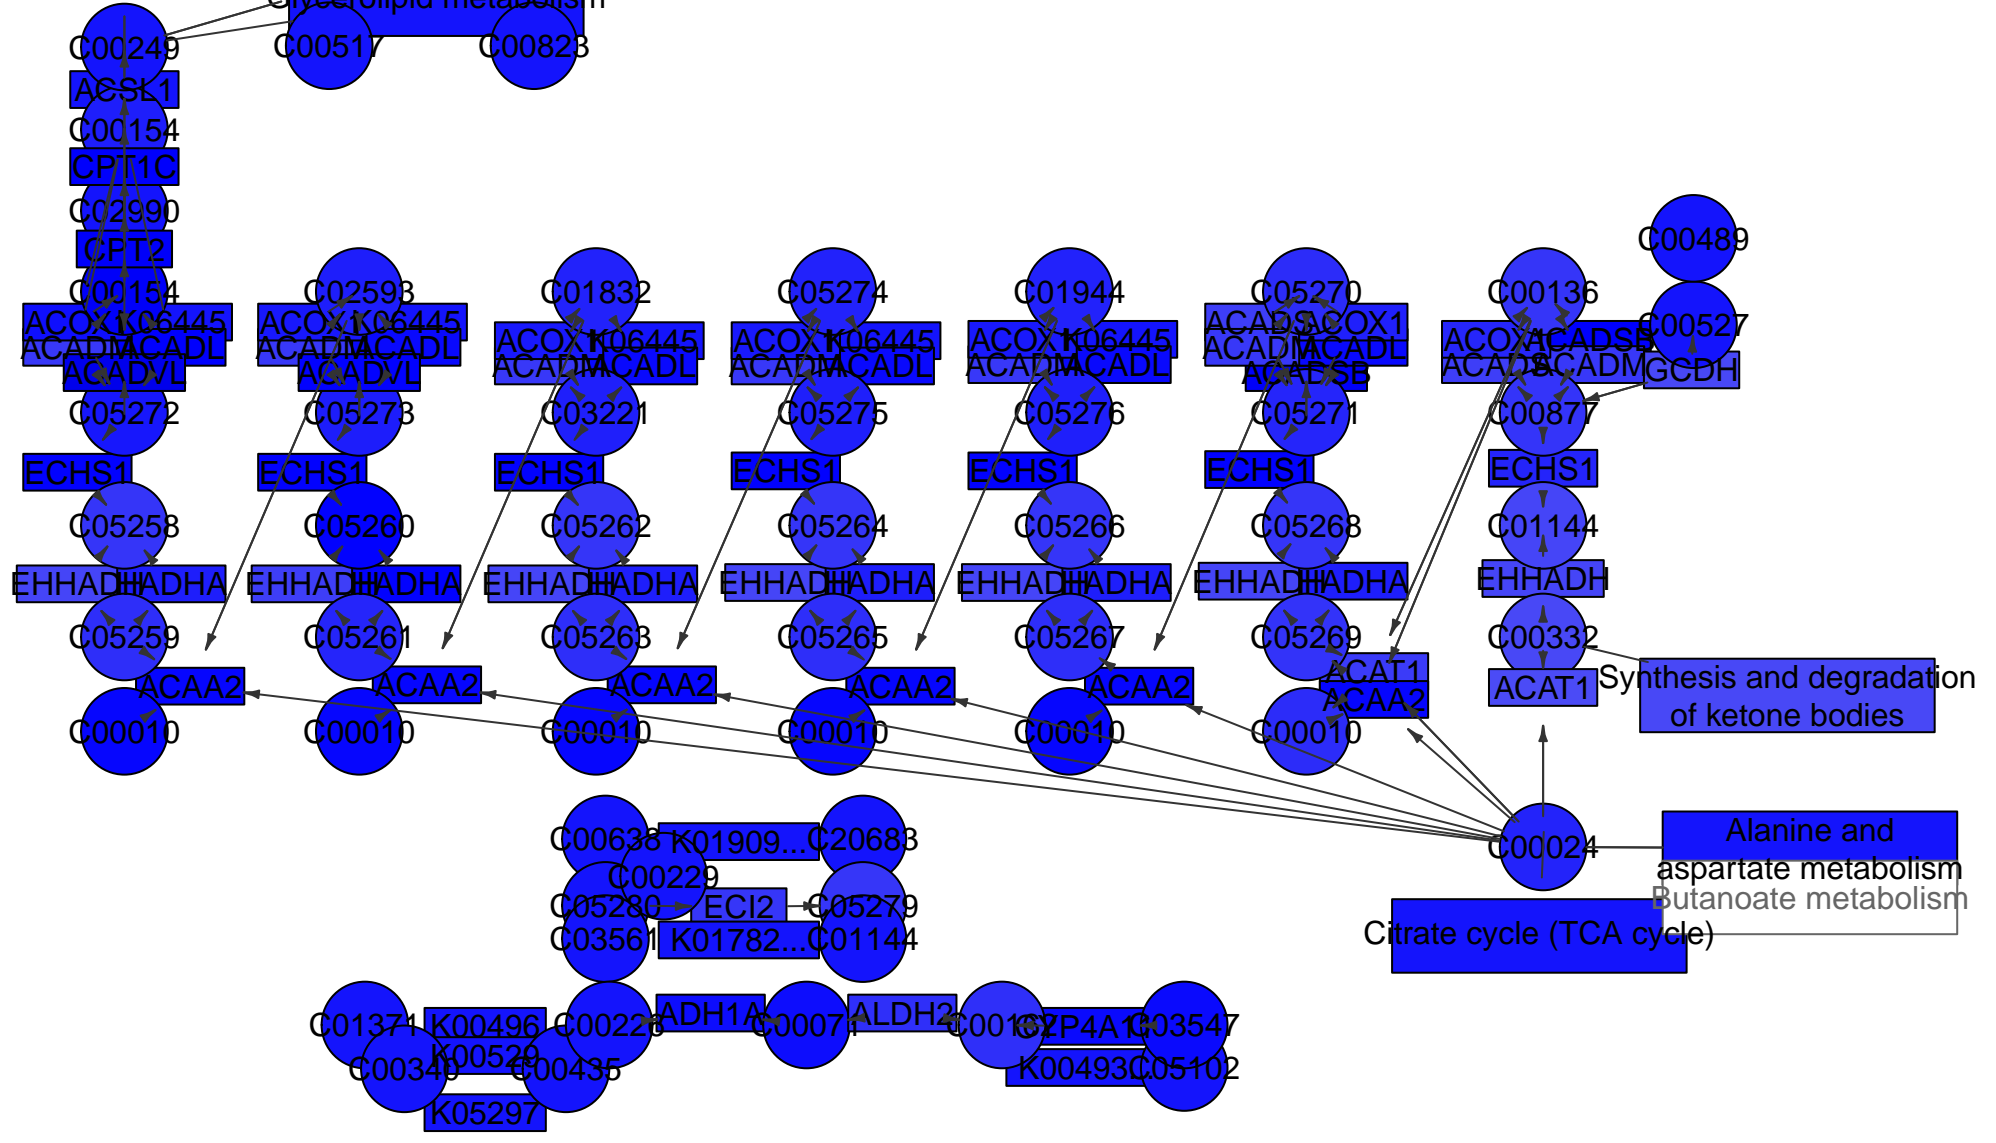 Glycerolipid metabolism
C00249
C00517
C00823
ACSL1
C00154
CPT1C
C02990
CPT2
C00489
C00154
C02593
C01832
C05274
C01944
C05270
C00136
C00527
ACOX1
K06445
ACOX1
K06445
ACOX1
K06445
ACOX1
K06445
ACOX1
K06445
ACADS
ACOX1
ACOX1
ACADSB
ACADM
ACADL
ACADM
ACADL
ACADM
ACADL
ACADM
ACADL
ACADM
ACADL
ACADM
ACADL
ACADS
ACADM
GCDH
ACADVL
ACADVL
ACADSB
C05272
C05273
C03221
C05275
C05276
C05271
C00877
ECHS1
ECHS1
ECHS1
ECHS1
ECHS1
ECHS1
ECHS1
C05258
C05260
C05262
C05264
C05266
C05268
C01144
EHHADH
HADHA
EHHADH
HADHA
EHHADH
HADHA
EHHADH
HADHA
EHHADH
HADHA
EHHADH
HADHA
EHHADH
C05259
C05261
C05263
C05265
C05267
C05269
C00332
ACAA2
ACAA2
ACAA2
ACAA2
ACAA2
ACAT1
ACAA2
ACAT1
Synthesis and degradation
of ketone bodies
C00010
C00010
C00010
C00010
C00010
C00010
C00638
K01909...
C20683
C00024
Alanine and
aspartate metabolism
C00229
Butanoate metabolism
C05280
ECI2
C05279
C03561
K01782...
C01144
Citrate cycle (TCA cycle)
C01371
K00496
C00226
ADH1A
C00071
ALDH2
C00162
C03547
K00529
C00340
C00435
K00493...
C05102
K05297